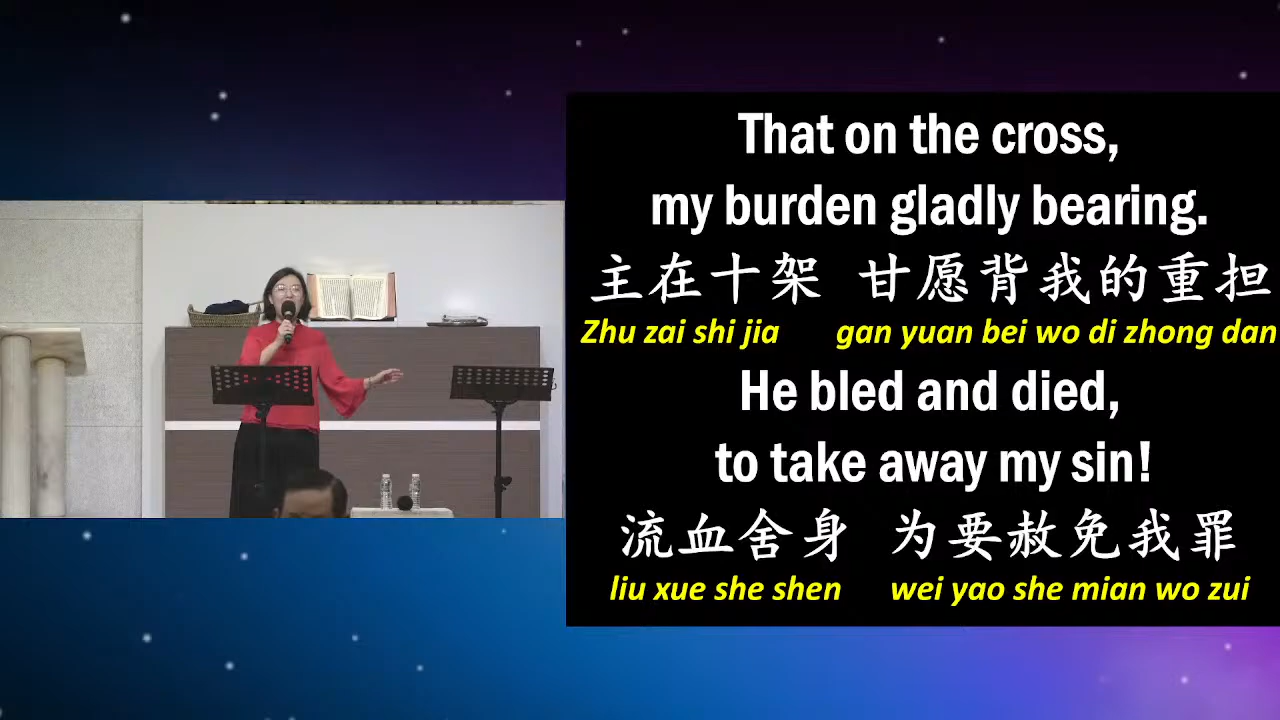 That on the cross,
my burden gladly bearing.
主在十架 甘愿背我的重担
Zhu zai shi jia gan yuan bei wo di zhong dan
He bled and died,
to take away my sin!
流血舍身 为要赦免我罪
liu xue she shen wei yao she mian wo zui